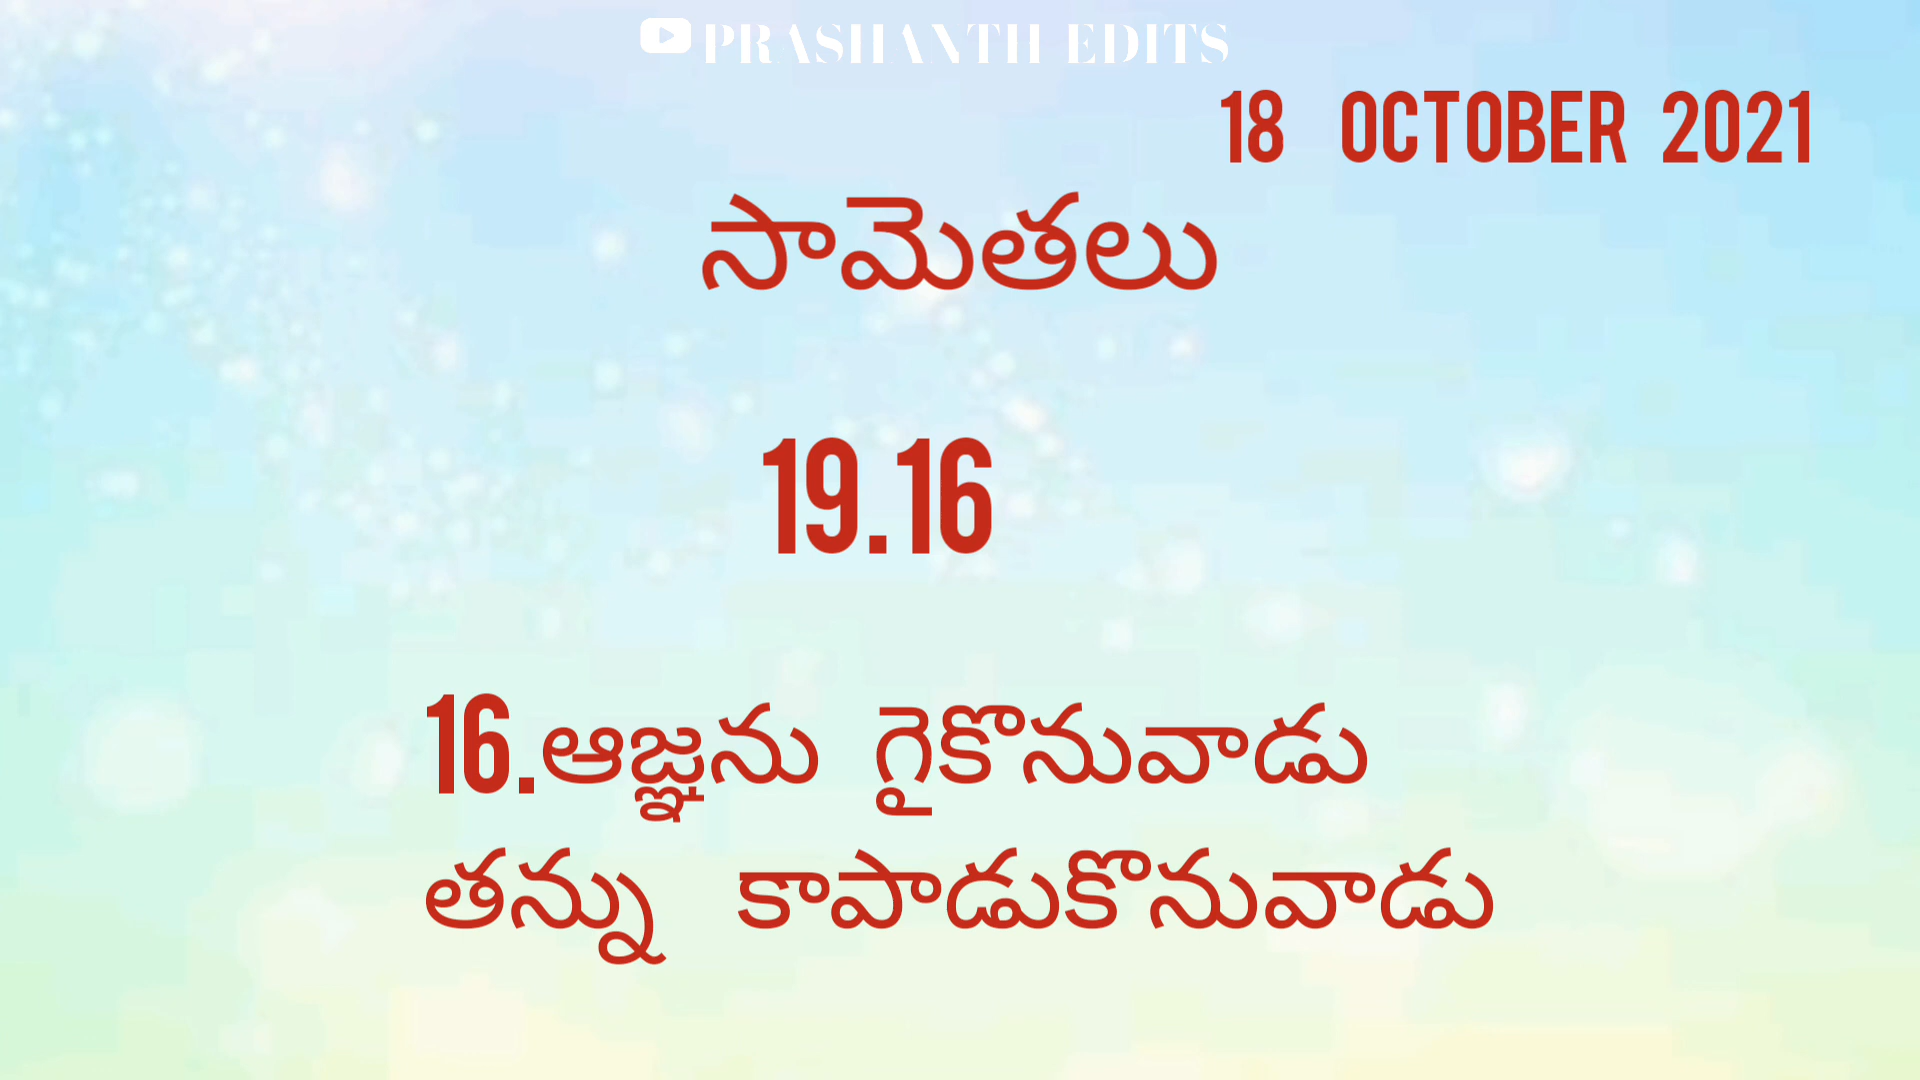 PRASHANTH EDITS
18 OCTOBER 2021
సామెతలు
19.16
16.ఆజ్ఞను గైకొనువాడు
తన్ను కాపాడుకొనువాడు